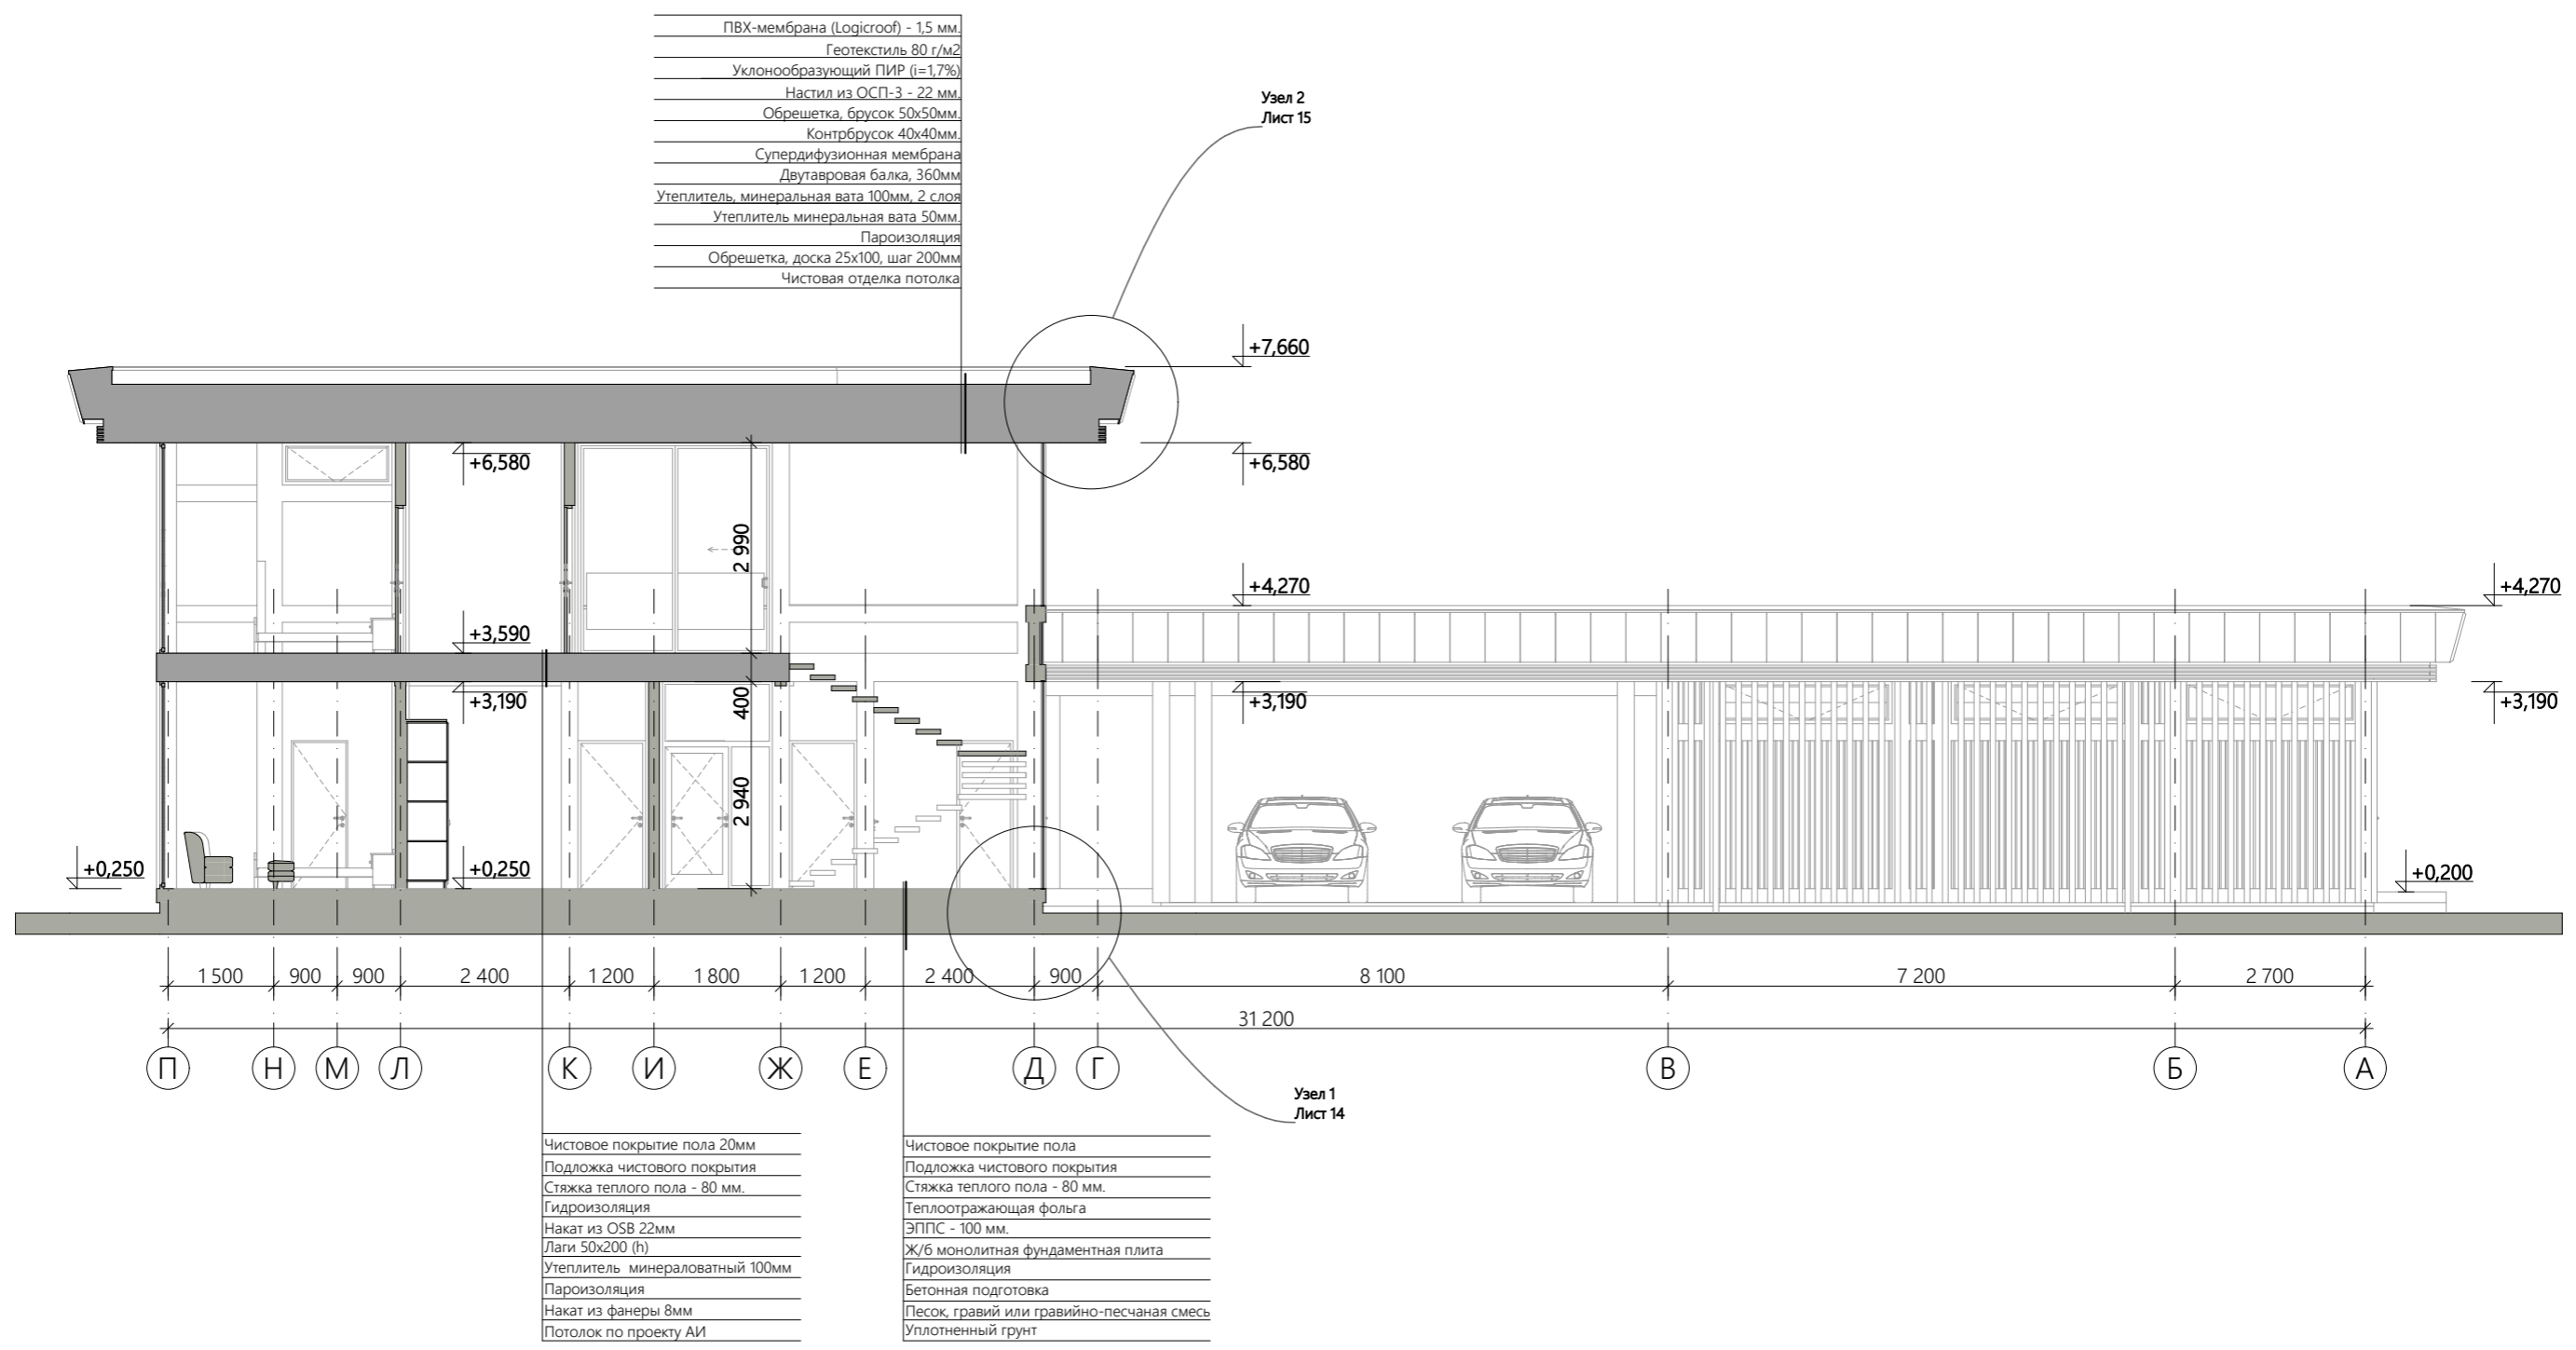 ПВХ-мембрана (Logicroof) - 1,5 мм.
Геотекстиль 80 г/м2
Уклонообразующий ПИР (i=1,7%)
Настил из ОСП-3 - 22 мм.
Обрешетка, брусок 50х50мм.
Контрбрусок 40х40мм.
Супердифузионная мембрана
Двутавровая балка, 360мм
Утеплитель, минеральная вата 100мм, 2 слоя
Утеплитель минеральная вата 50мм.
Пароизоляция
Обрешетка, доска 25х100, шаг 200мм
Чистовая отделка потолка
Узел 2
Лист 15
+7,660
+6,580
+6,580
2 990
+4,270
+4,270
+3,590
+3,190
400
+3,190
+3,190
2 940
+0,250
+0,250
+0,200
1 500
900
900
2 400
1 200
1 800
1 200
2 400
900
8 100
7 200
2 700
31 200
П
Н
М
Л
К
И
Ж
Е
Д
Г
В
Б
А
Узел 1
Лист 14
Чистовое покрытие пола 20мм
Подложка чистового покрытия
Стяжка теплого пола - 80 мм.
Гидроизоляция
Накат из OSB 22мм
Лаги 50х200 (h)
Утеплитель минераловатный 100мм
Пароизоляция
Накат из фанеры 8мм
Потолок по проекту АИ
Чистовое покрытие пола
Подложка чистового покрытия
Стяжка теплого пола - 80 мм.
Теплоотражающая фольга
ЭППС - 100 мм.
Ж/б монолитная фундаментная плита
Гидроизоляция
Бетонная подготовка
Песок, гравий или гравийно-песчаная смесь
Уплотненный грунт